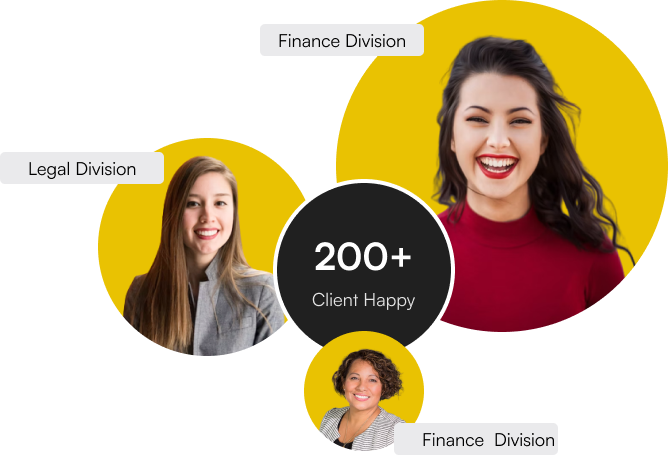 Finance Division
Legal Division
200+
Client Happy
Finance  Division